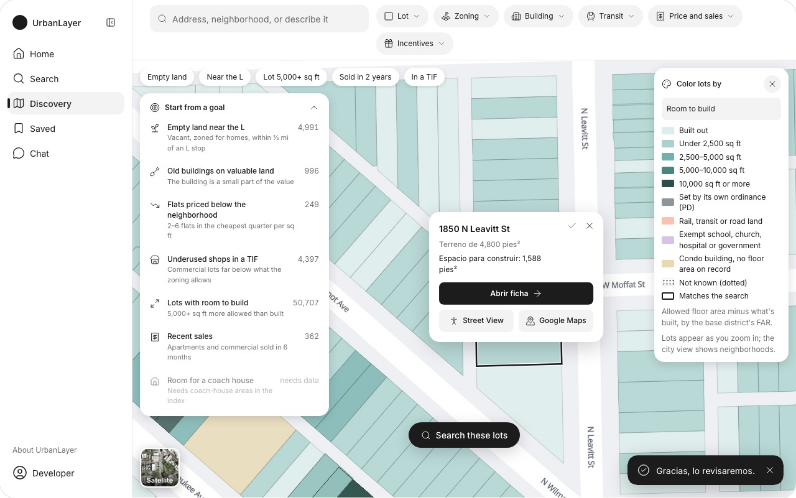 UrbanLayer
Home
Search
Discovery
Saved
Chat
About UrbanLayer
Developer
Address, neighborhood, or describe it
Lot
Zoning
Building
Transit
Price and sales
Incentives
Empty land
Near the L
Lot 5,000+ sq ft
Sold in 2 years
In a TIF
Start from a goal
Empty land near the L 4,991
Vacant, zoned for homes, within ½ mi
of an L stop
Old buildings on valuable land 996
The building is a small part of the value
Flats priced below the 249
neighborhood
2–6 flats in the cheapest quarter per sq
ft
Underused shops in a TIF 4,397
Commercial lots far below what the
zoning allows
Lots with room to build 50,707
5,000+ sq ft more allowed than built
Recent sales 362
Apartments and commercial sold in 6
months
Room for a coach house needs data
Needs coach-house areas in the
index
Satellite
N Leavitt St
W Moffat St
1850 N Leavitt St
Terreno de 4,800 pies²
Espacio para construir: 1,588
pies²
Abrir ficha
Street View
Google Maps
Search these lots
N Leavitt St
Color lots by
Room to build
Built out
Under 2,500 sq ft
2,500–5,000 sq ft
5,000–10,000 sq ft
10,000 sq ft or more
Set by its own ordinance
(PD)
Rail, transit or road land
Exempt school, church,
hospital or government
Condo building, no floor
area on record
Not known (dotted)
Matches the search
Allowed floor area minus what's
built, by the base district's FAR.
Lots appear as you zoom in; the
city view shows neighborhoods.
Gracias, lo revisaremos.